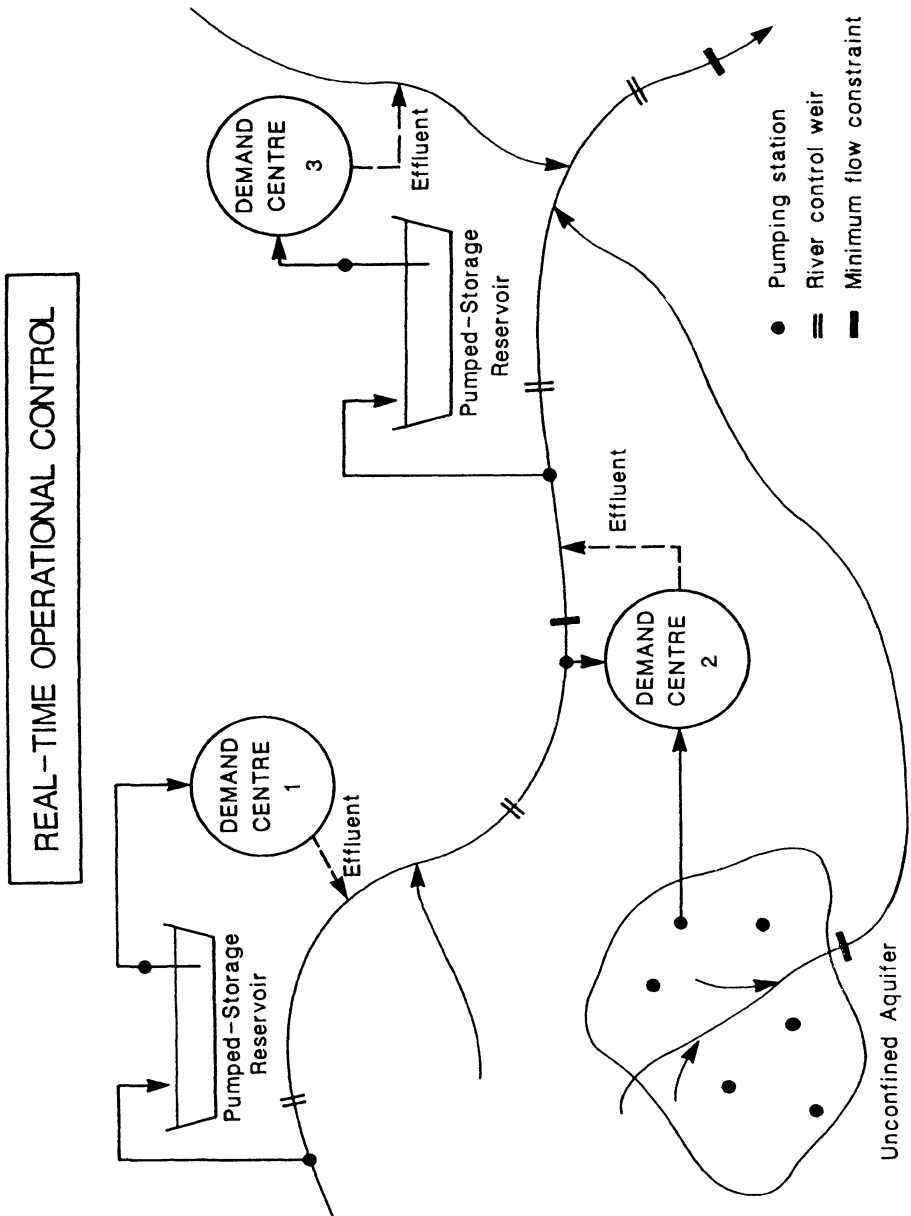 REAL-TIME OPERATIONAL CONTROL
Pumped-Storage
Reservoir
DEMAND
CENTRE
1
Effluent
Pumped-Storage
Reservoir
DEMAND
CENTRE
3
Effluent
Effluent
DEMAND
CENTRE
2
Unconfined Aquifer
Pumping station
River control weir
Minimum flow constraint